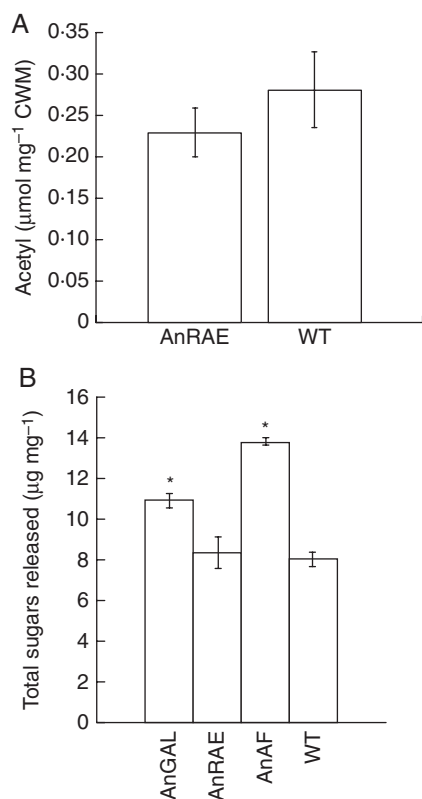 A
0·35
0·30
0·25
0·20
0·15
0·10
0·05
0
Acetyl (μmol mg⁻¹ CWM)
AnRAE WT
B
16
14
12
10
8
6
4
2
0
Total sugars released (μg mg⁻¹)
* *
AnGAL
AnRAE
AnAF
WT